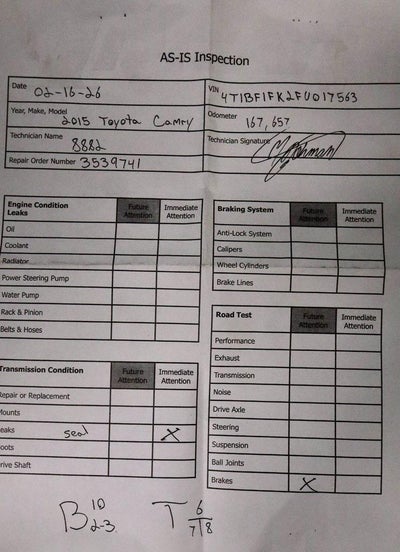 AS-IS Inspection
Date 02-16-26 VIN 4T1BF1FK2FU017563
Year, Make, Model 2015 Toyota Camry Odometer 167,657
Technician Name 8882 Technician Signature
Repair Order Number 3539741
Engine Condition Leaks Future Attention Immediate Attention
Oil
Coolant
Radiator
Power Steering Pump
Water Pump
Rack & Pinion
Belts & Hoses
Transmission Condition Future Attention Immediate Attention
Repair or Replacement
Mounts
Leaks seal X
Boots
Drive Shaft
Braking System Future Attention Immediate Attention
Anti-Lock System
Calipers
Wheel Cylinders
Brake Lines
Road Test Future Attention Immediate Attention
Performance
Exhaust
Transmission
Noise
Drive Axle
Steering
Suspension
Ball Joints
Brakes X
B 10 2-3 T 6 7|8